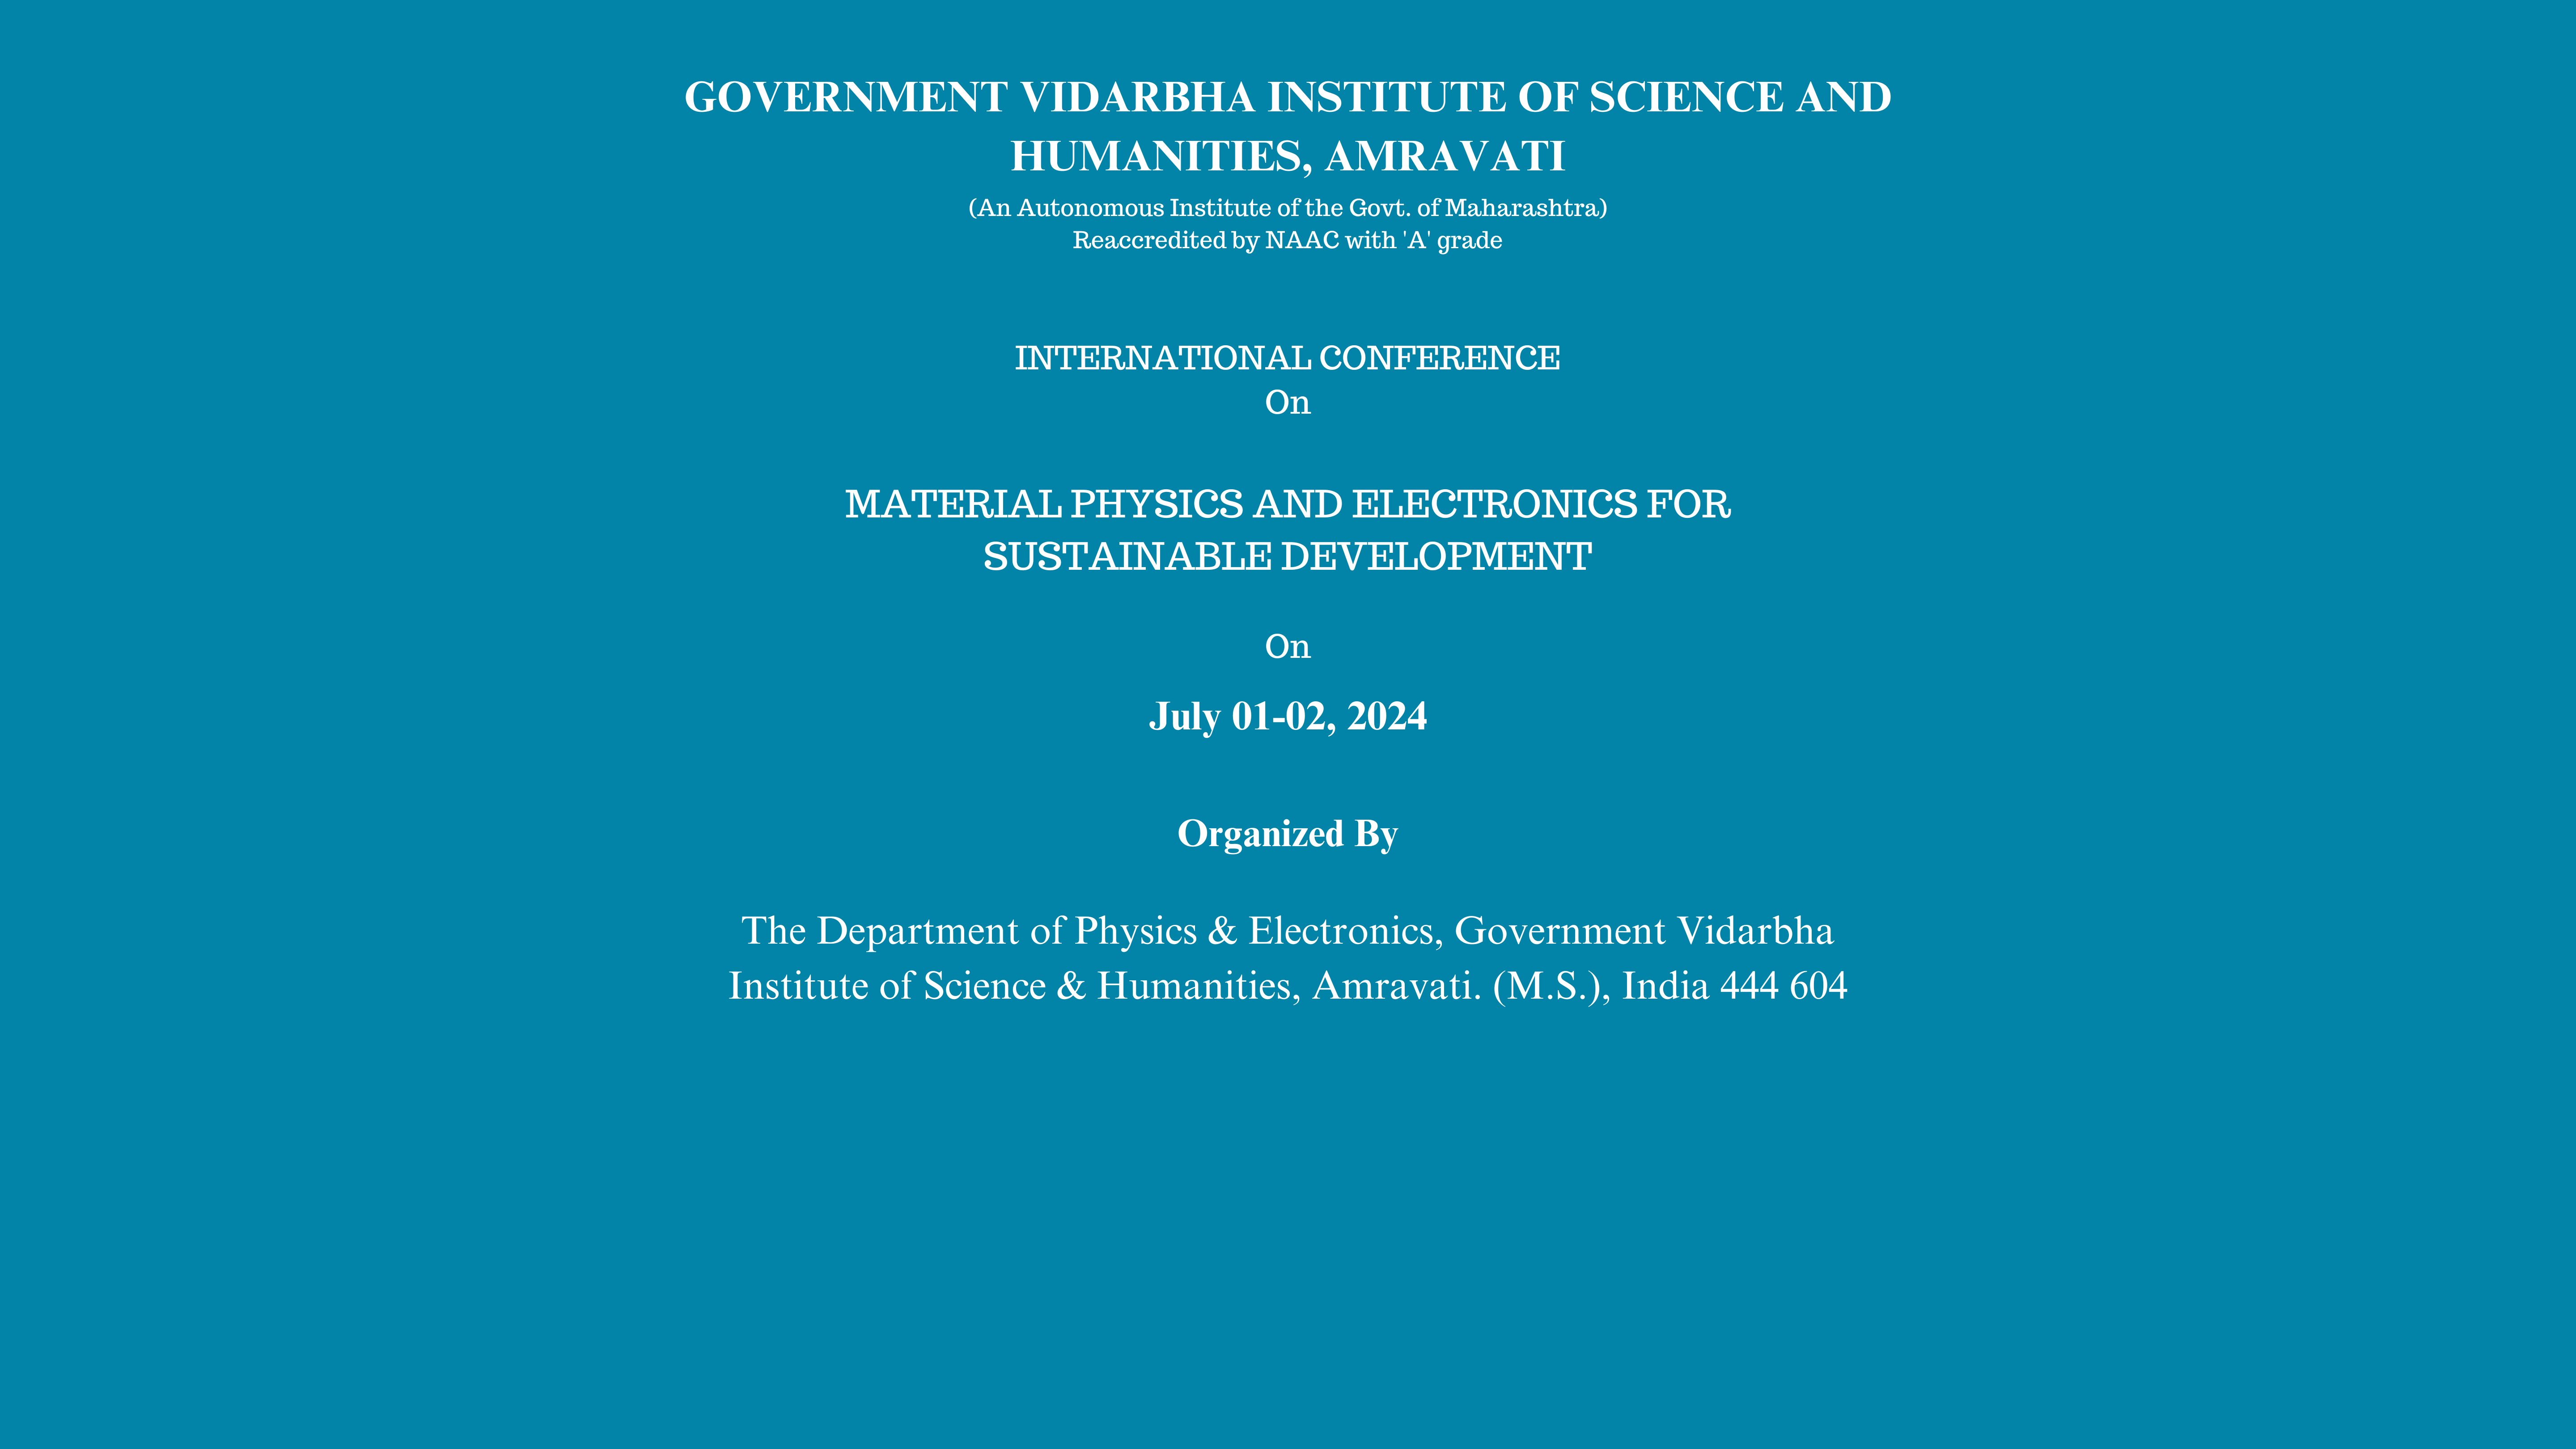 GOVERNMENT VIDARBHA INSTITUTE OF SCIENCE AND
HUMANITIES, AMRAVATI
(An Autonomous Institute of the Govt. of Maharashtra)
Reaccredited by NAAC with 'A' grade
INTERNATIONAL CONFERENCE
On
MATERIAL PHYSICS AND ELECTRONICS FOR
SUSTAINABLE DEVELOPMENT
On
July 01-02, 2024
Organized By
The Department of Physics & Electronics, Government Vidarbha
Institute of Science & Humanities, Amravati. (M.S.), India 444 604